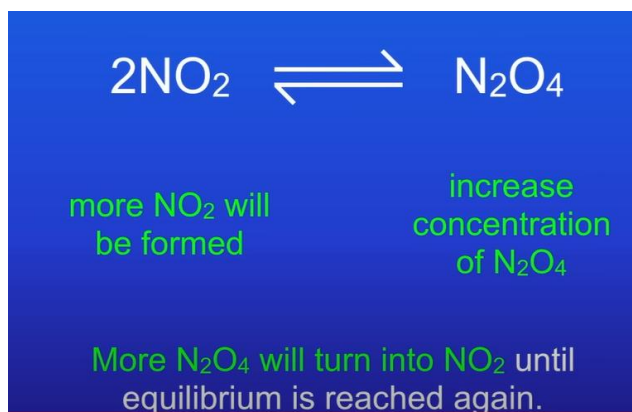 2NO₂ ⇌ N₂O₄
more NO₂ will
be formed
increase
concentration
of N₂O₄
More N₂O₄ will turn into NO₂ until
equilibrium is reached again.